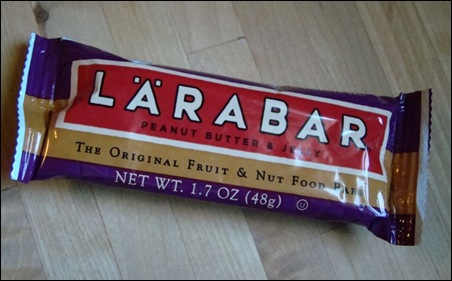 LÄRABAR
PEANUT BUTTER & JELLY
THE ORIGINAL FRUIT & NUT FOOD BAR
NET WT. 1.7 OZ (48g) U